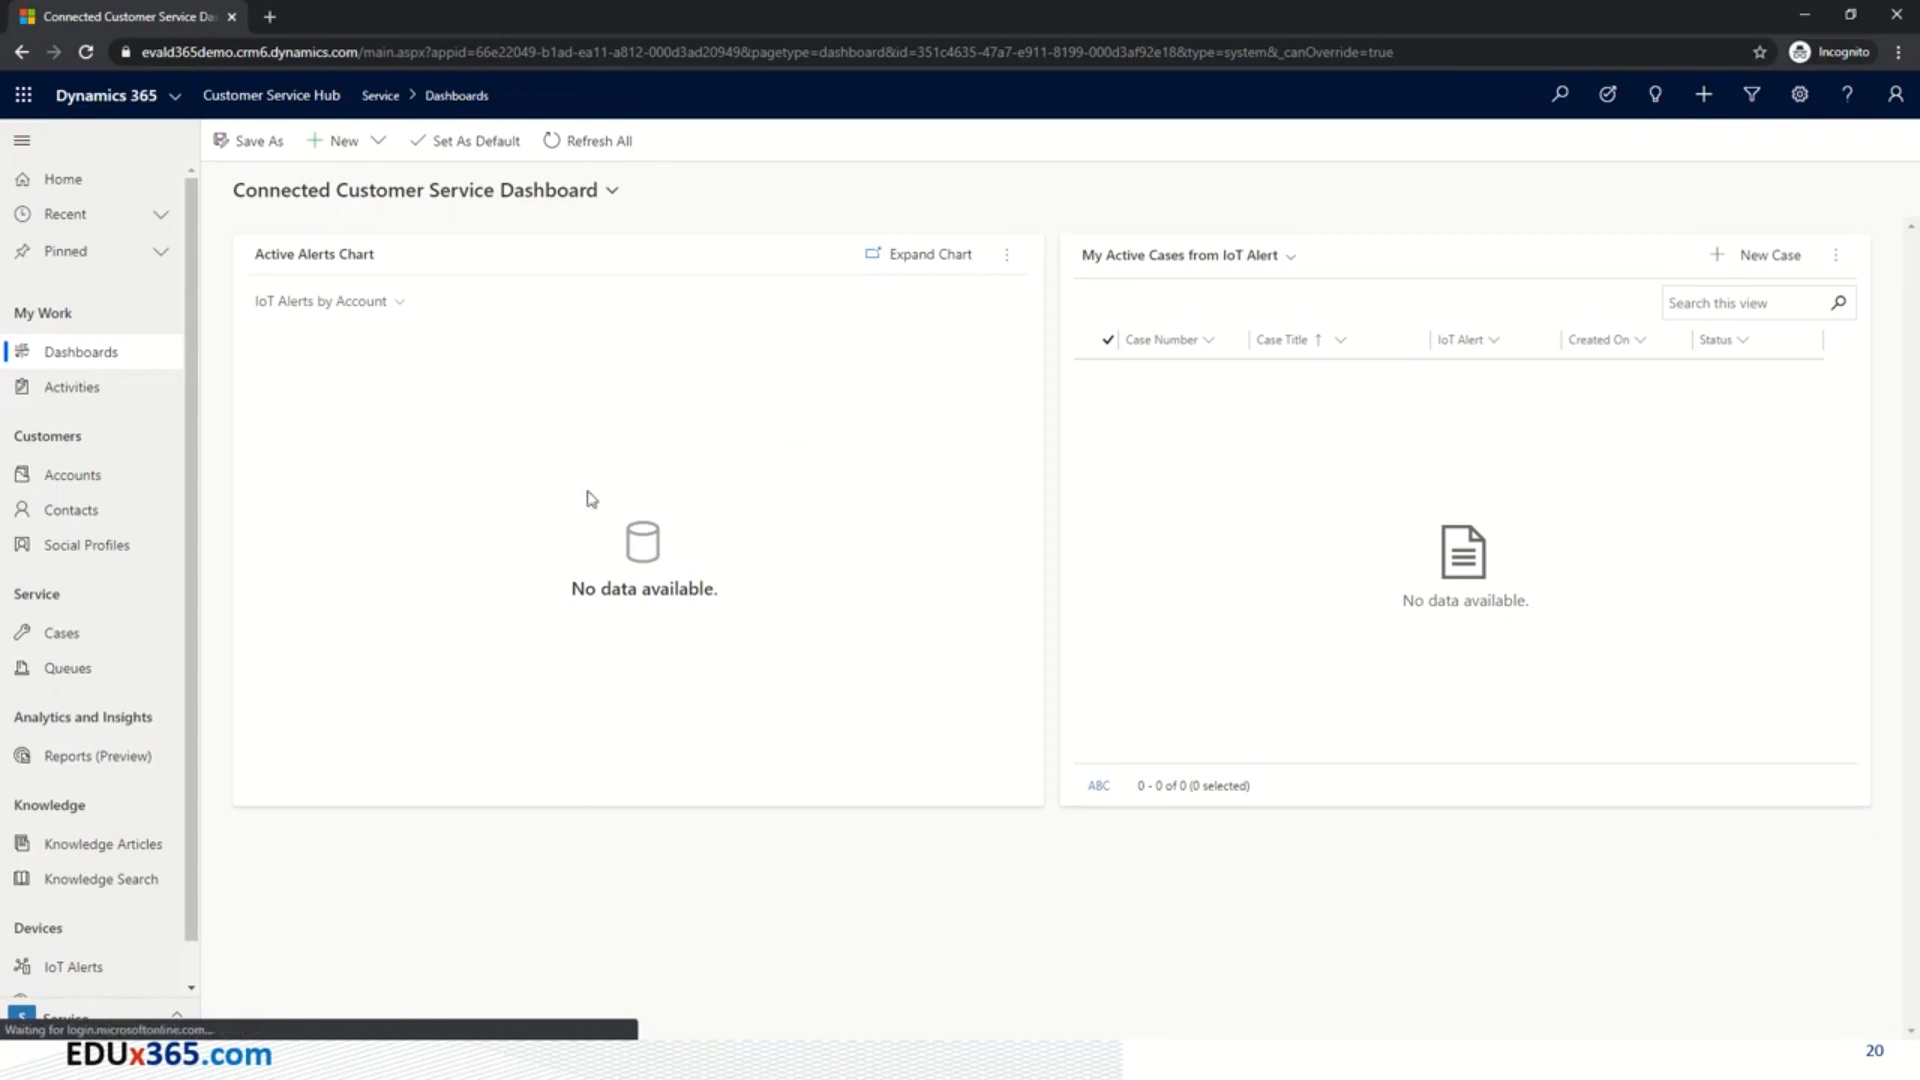 Connected Customer Service Da
evald365demo.crm6.dynamics.com/main.aspx?appid=66e22049-b1ad-ea11-a812-000d3ad20949&pagetype=dashboard&id=351c4635-47a7-e911-8199-000d3af92e18&type=system&_canOverride=true
Incognito
Dynamics 365
Customer Service Hub
Service > Dashboards
Save As
New
Set As Default
Refresh All
Home
Recent
Pinned
My Work
Dashboards
Activities
Customers
Accounts
Contacts
Social Profiles
Service
Cases
Queues
Analytics and Insights
Reports (Preview)
Knowledge
Knowledge Articles
Knowledge Search
Devices
IoT Alerts
S Service
Waiting for login.microsoftonline.com...
Connected Customer Service Dashboard
Active Alerts Chart
Expand Chart
IoT Alerts by Account
No data available.
My Active Cases from IoT Alert
New Case
Search this view
Case Number
Case Title
IoT Alert
Created On
Status
No data available.
ABC
0 - 0 of 0 (0 selected)
EDUx365.com
20